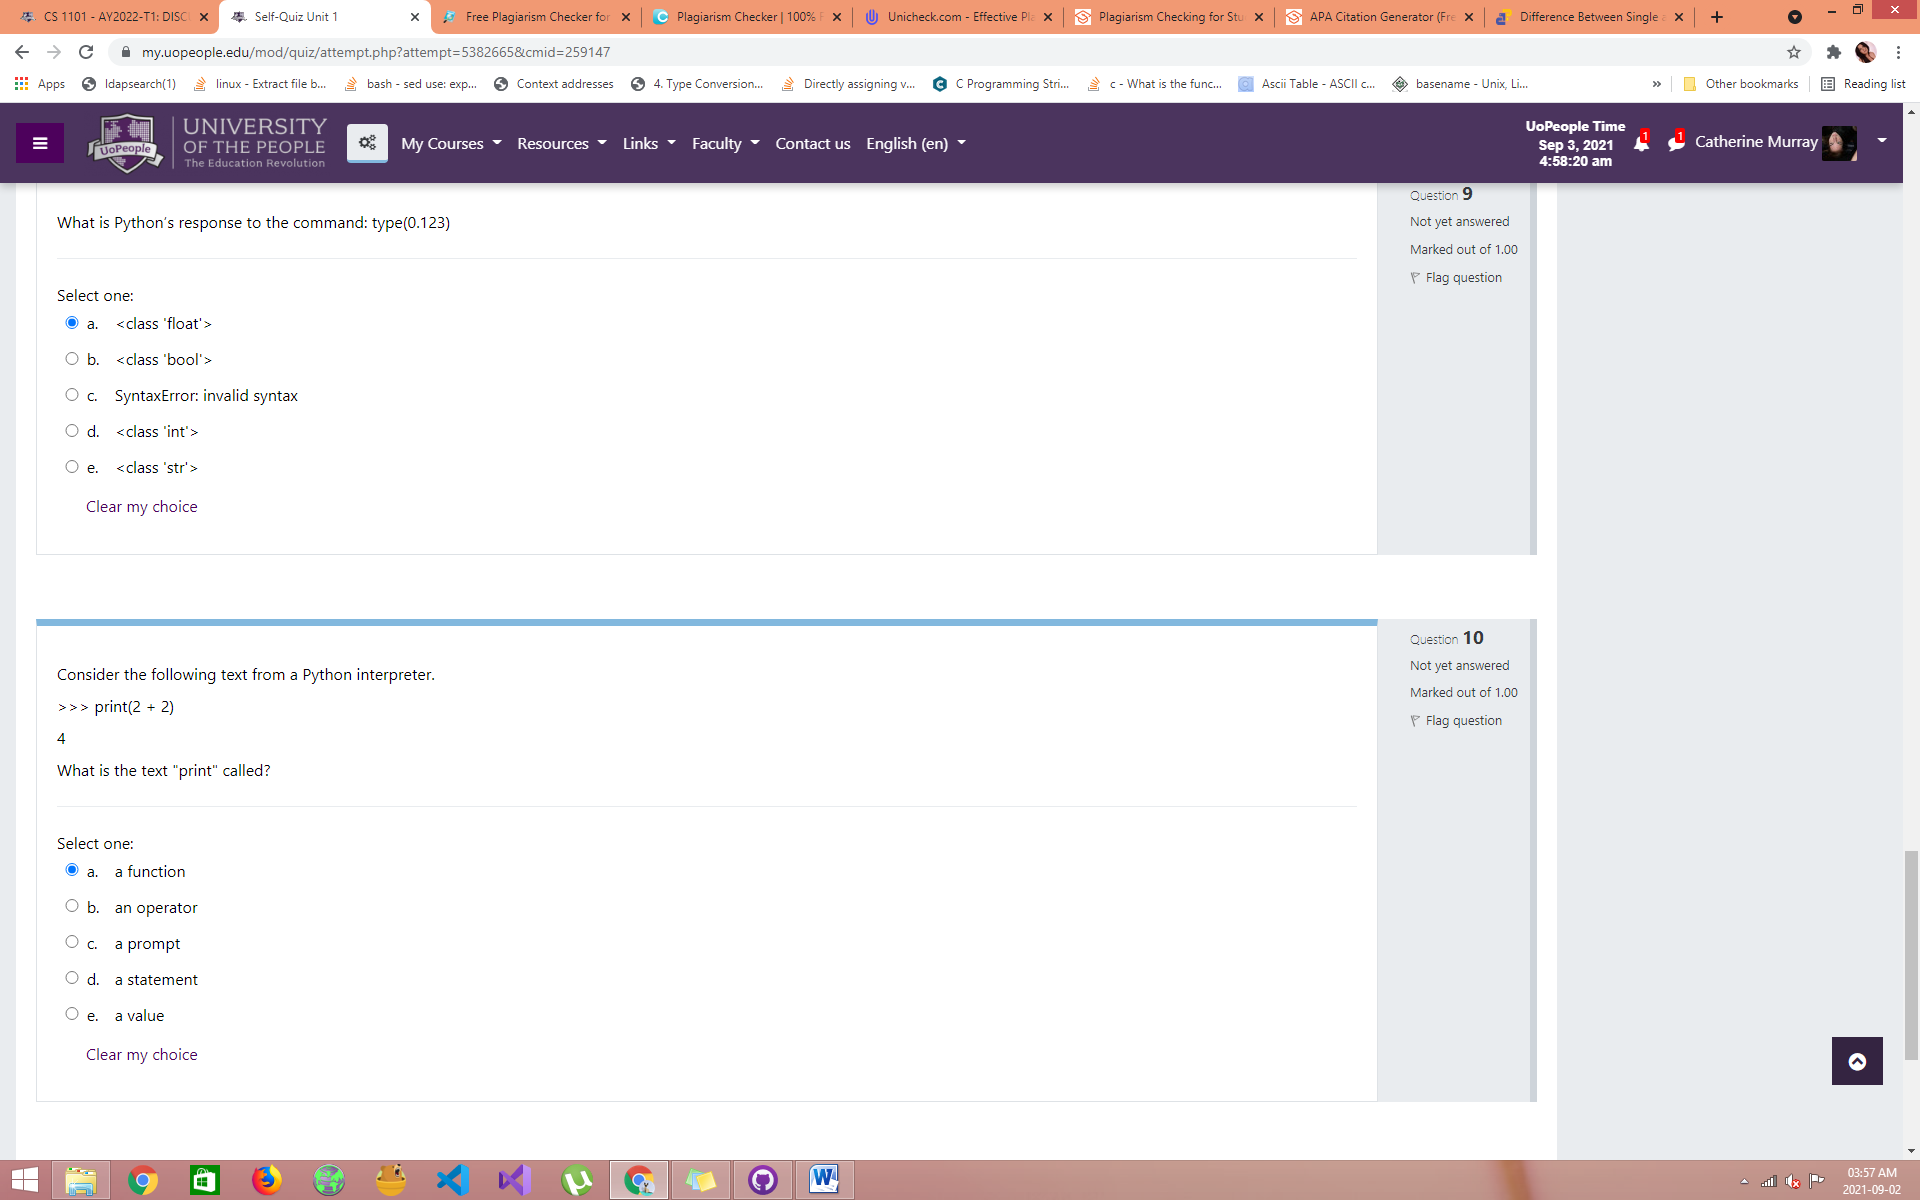 CS 1101 - AY2022-T1: DISC
Self-Quiz Unit 1
Free Plagiarism Checker for
Plagiarism Checker | 100% F
Unicheck.com - Effective Pla
Plagiarism Checking for Stu
APA Citation Generator (Fre
Difference Between Single a
my.uopeople.edu/mod/quiz/attempt.php?attempt=5382665&cmid=259147
Apps
ldapsearch(1)
linux - Extract file b...
bash - sed use: exp...
Context addresses
4. Type Conversion...
Directly assigning v...
C Programming Stri...
c - What is the func...
Ascii Table - ASCII c...
basename - Unix, Li...
»
Other bookmarks
Reading list
UoPeople
UNIVERSITY
OF THE PEOPLE
The Education Revolution
My Courses
Resources
Links
Faculty
Contact us
English (en)
UoPeople Time
Sep 3, 2021
4:58:20 am
1
1
Catherine Murray
What is Python's response to the command: type(0.123)
Select one:
a. <class 'float'>
b. <class 'bool'>
c. SyntaxError: invalid syntax
d. <class 'int'>
e. <class 'str'>
Clear my choice
Question 9
Not yet answered
Marked out of 1.00
Flag question
Consider the following text from a Python interpreter.
>>> print(2 + 2)
4
What is the text "print" called?
Select one:
a. a function
b. an operator
c. a prompt
d. a statement
e. a value
Clear my choice
Question 10
Not yet answered
Marked out of 1.00
Flag question
03:57 AM
2021-09-02